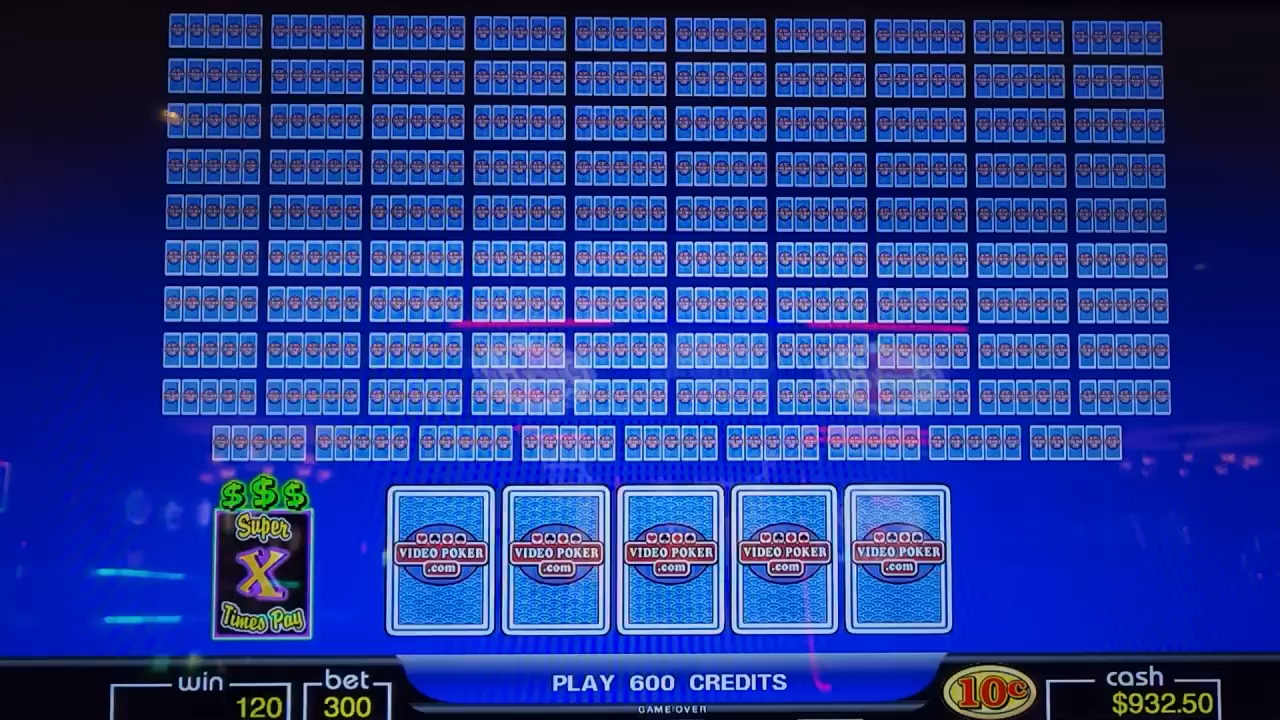 $ $ $
Super
X
Times Pay
VIDEO POKER
.com
VIDEO POKER
.com
VIDEO POKER
.com
VIDEO POKER
.com
VIDEO POKER
.com
win
120
bet
300
PLAY 600 CREDITS
GAME OVER
10¢
cash
$932.50